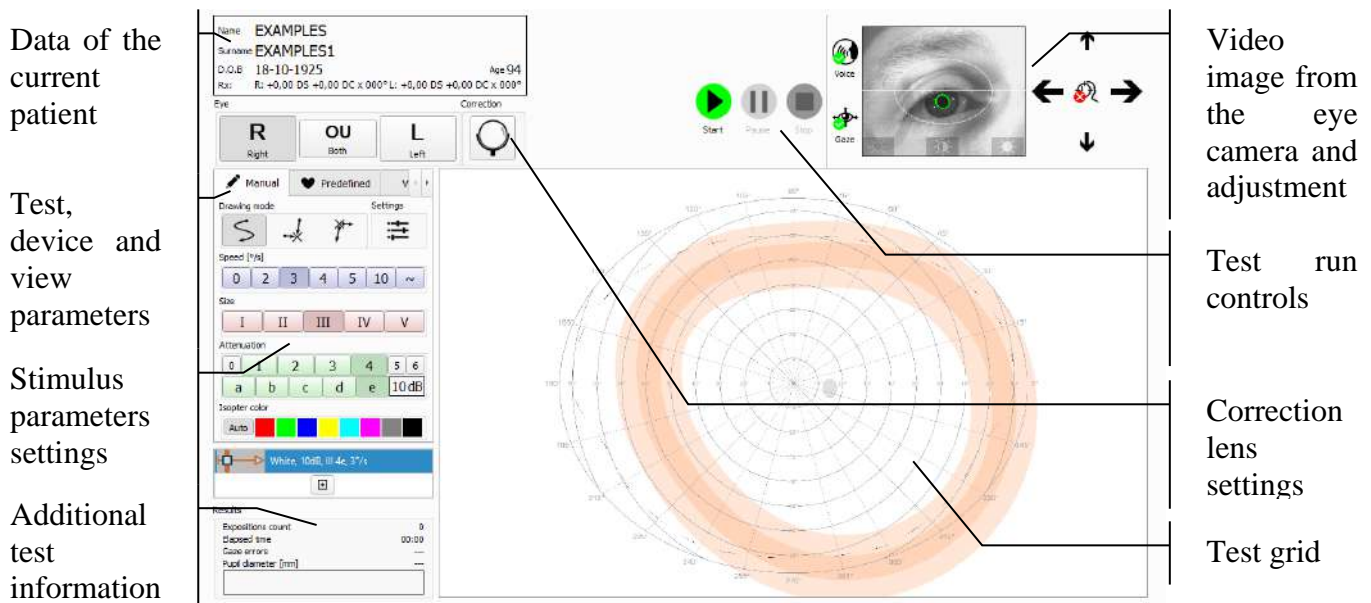 Data of the
current
patient
Test,
device and
view
parameters
Stimulus
parameters
settings
Additional
test
information
Name EXAMPLES
Surname EXAMPLES1
D.O.B 18-10-1925 Age 94
Rx: R: +0,00 DS +0,00 DC x 000° L: +0,00 DS +0,00 DC x 000°
Eye Correction
R OU L
Right Both Left
Manual Predefined V
Drawing mode Settings
Speed [°/s]
0 2 3 4 5 10 ~
Size
I II III IV V
Attenuation
0 1 2 3 4 5 6
a b c d e 10dB
Isopter color
Auto
White, 10dB, III 4e, 3°/s
Results
Expositions count 0
Elapsed time 00:00
Gaze errors ---
Pupil diameter [mm] ---
Start Pause Stop
Voice
Gaze
Video
image from
the eye
camera and
adjustment
Test run
controls
Correction
lens
settings
Test grid